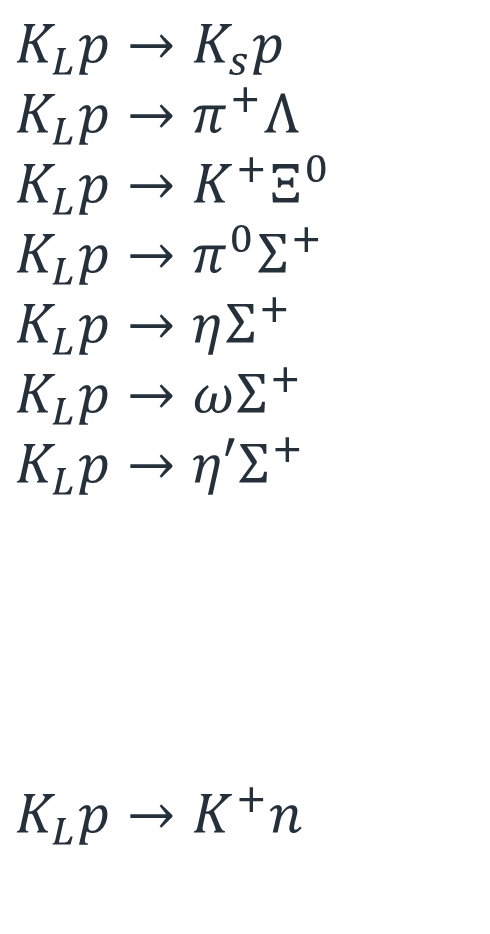 K_L p → K_s p
K_L p → π⁺Λ
K_L p → K⁺Ξ⁰
K_L p → π⁰Σ⁺
K_L p → ηΣ⁺
K_L p → ωΣ⁺
K_L p → η′Σ⁺
K_L p → K⁺n